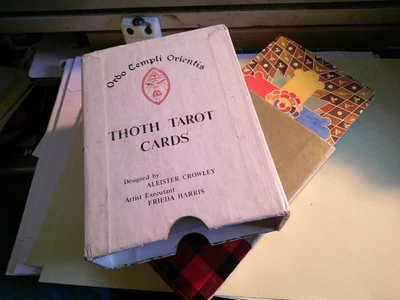 Ordo Templi Orientis
THOTH TAROT
CARDS
Designed by
ALEISTER CROWLEY
Artist Executant
FRIEDA HARRIS